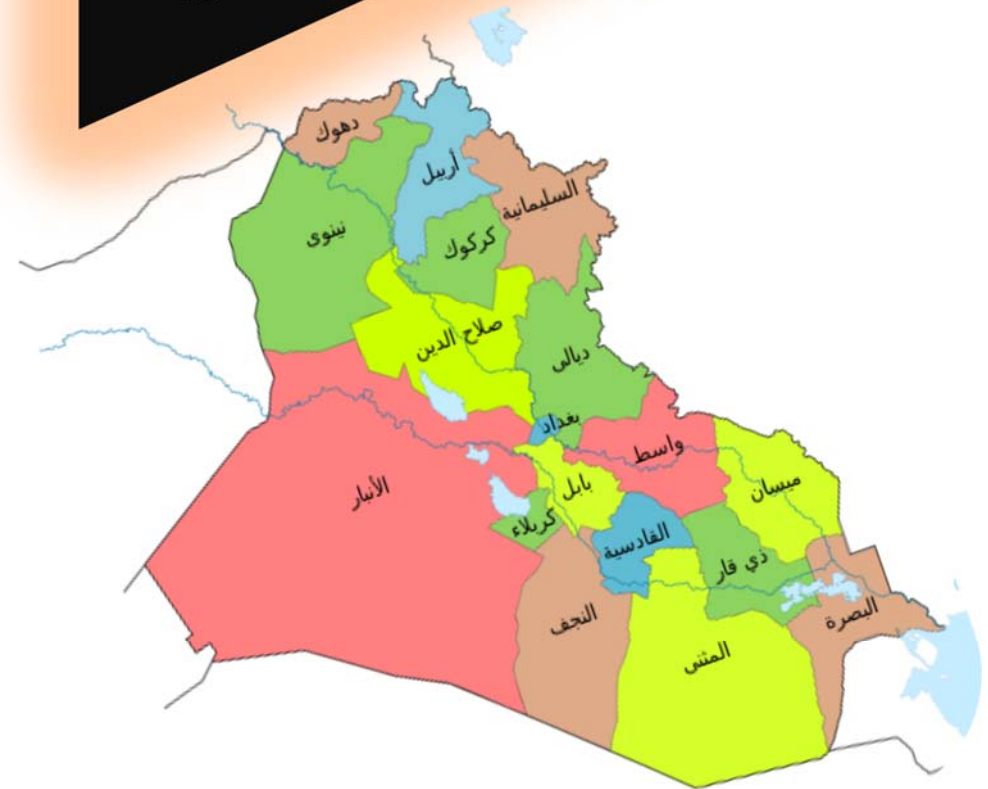 دهوك
أربيل
السليمانية
نينوى
كركوك
صلاح الدين
ديالى
بغداد
واسط
الأنبار
بابل
ميسان
كربلاء
القادسية
ذي قار
النجف
البصرة
المثنى